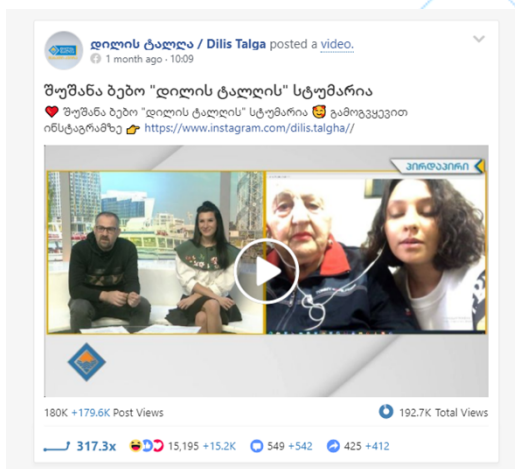 დილის ტალღა / Dilis Talga posted a video.
1 month ago · 10:09
შუშანა ბებო "დილის ტალღის" სტუმარია
❤️ შუშანა ბებო "დილის ტალღის" სტუმარია 🥰 გამოგვყევით
ინსტაგრამზე 👉 https://www.instagram.com/dilis.talgha//
პირდაპირი
180K +179.6K Post Views
192.7K Total Views
317.3x
15,195 +15.2K
549 +542
425 +412